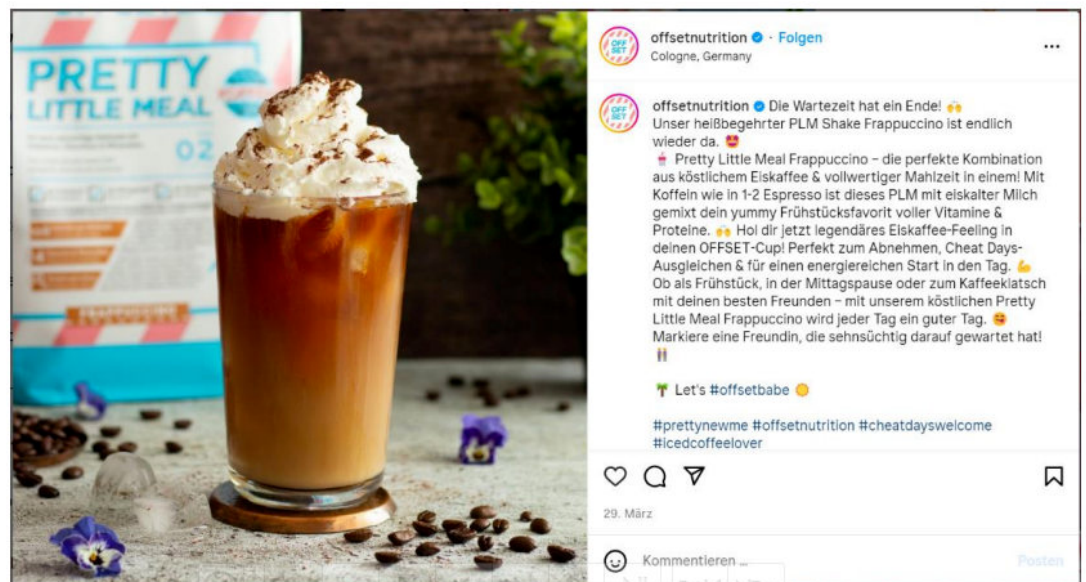 PRETTY
LITTLE MEAL
02
FRAPPUCCINO
OFF
SET
offsetnutrition · Folgen
Cologne, Germany
OFF
SET
offsetnutrition Die Wartezeit hat ein Ende! 🙌
Unser heißbegehrter PLM Shake Frappuccino ist endlich
wieder da. 🤩
Pretty Little Meal Frappuccino – die perfekte Kombination
aus köstlichem Eiskaffee & vollwertiger Mahlzeit in einem! Mit
Koffein wie in 1-2 Espresso ist dieses PLM mit eiskalter Milch
gemixt dein yummy Frühstücksfavorit voller Vitamine &
Proteine. 🙌 Hol dir jetzt legendäres Eiskaffee-Feeling in
deinen OFFSET-Cup! Perfekt zum Abnehmen, Cheat Days-
Ausgleichen & für einen energiereichen Start in den Tag. 💪
Ob als Frühstück, in der Mittagspause oder zum Kaffeeklatsch
mit deinen besten Freunden – mit unserem köstlichen Pretty
Little Meal Frappuccino wird jeder Tag ein guter Tag. 😋
Markiere eine Freundin, die sehnsüchtig darauf gewartet hat!
👭
🌴 Let's #offsetbabe 🌞
#prettynewme #offsetnutrition #cheatdayswelcome
#icedcoffeelover
29. März
Kommentieren ...
Posten